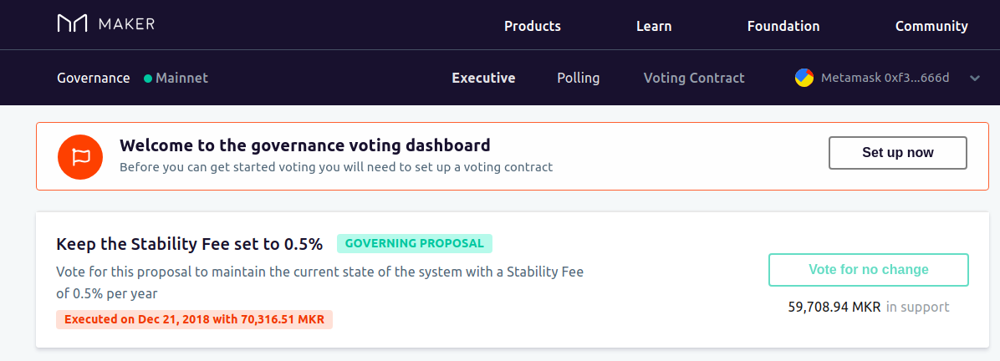 MAKER
Products Learn Foundation Community
Governance Mainnet Executive Polling Voting Contract Metamask 0xf3...666d
Welcome to the governance voting dashboard
Before you can get started voting you will need to set up a voting contract
Set up now
Keep the Stability Fee set to 0.5% GOVERNING PROPOSAL
Vote for this proposal to maintain the current state of the system with a Stability Fee
of 0.5% per year
Executed on Dec 21, 2018 with 70,316.51 MKR
Vote for no change
59,708.94 MKR in support